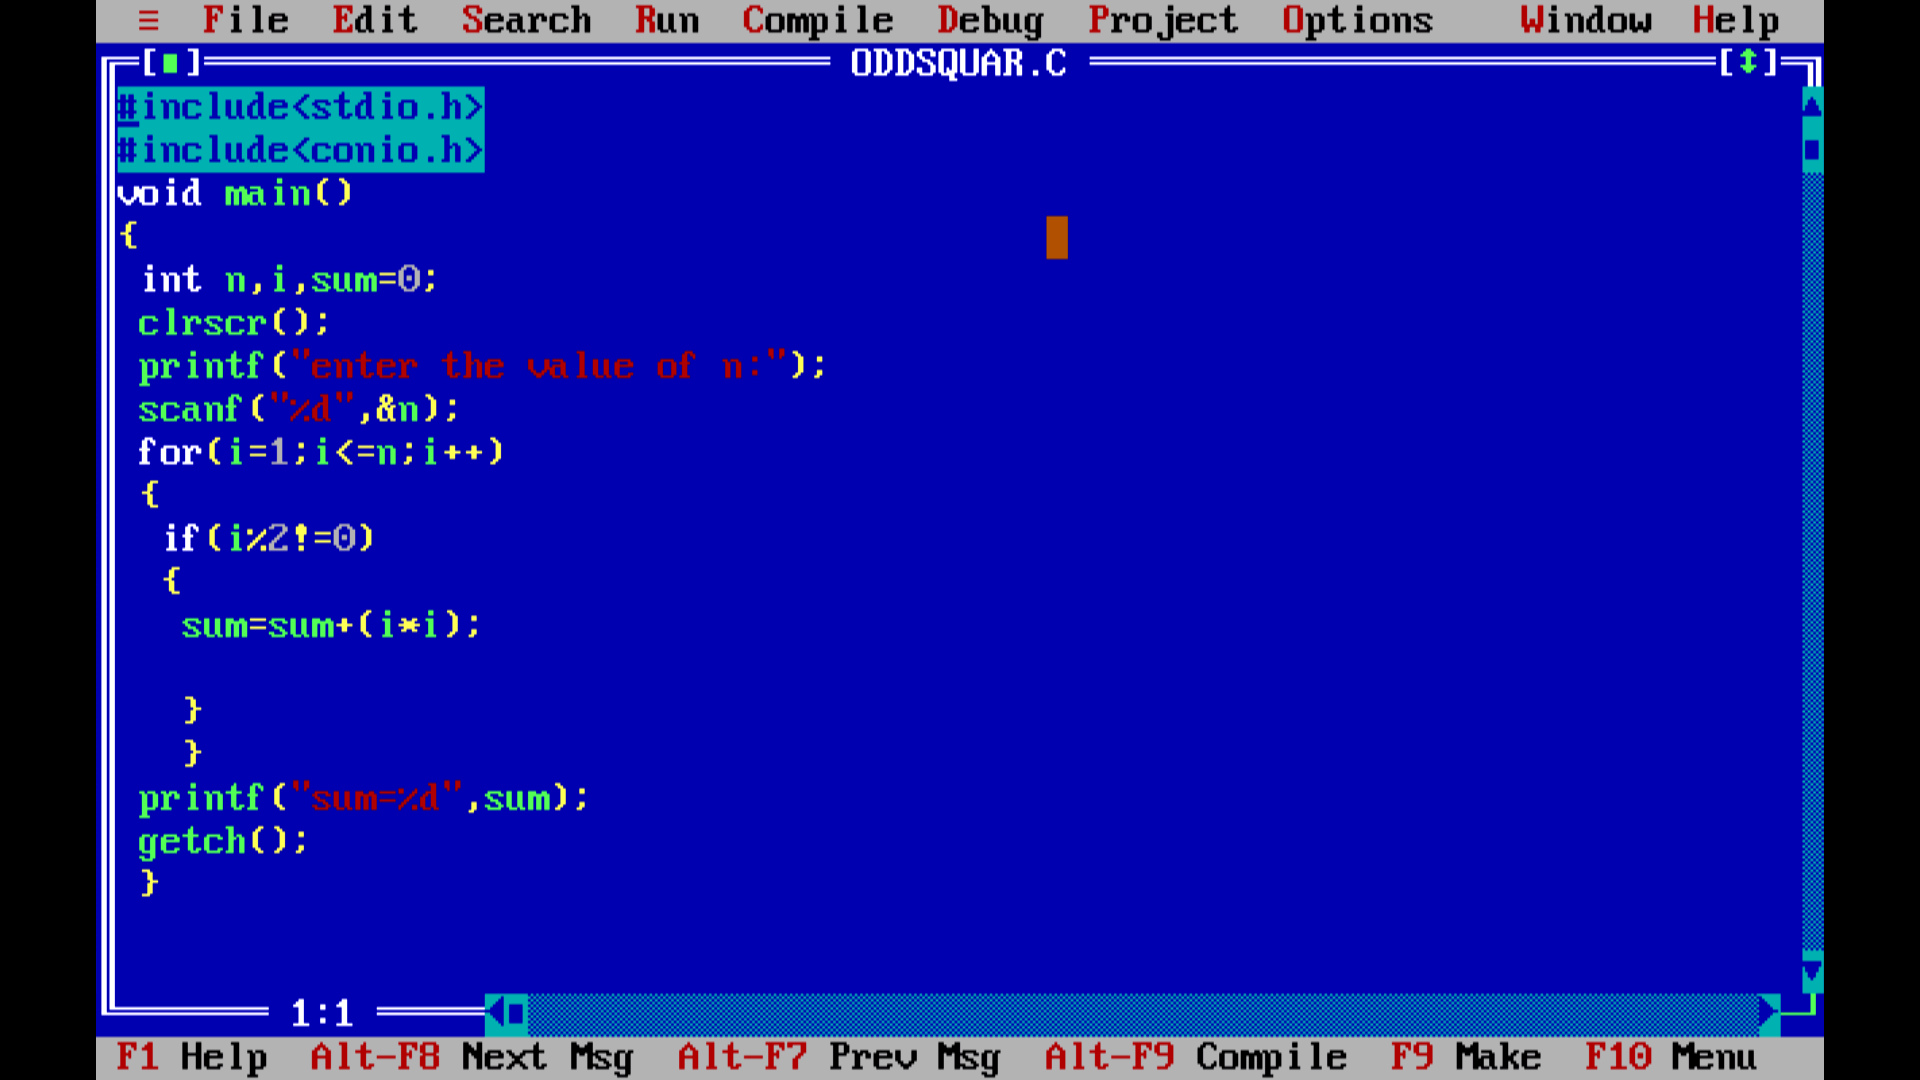 ≡ File Edit Search Run Compile Debug Project Options Window Help
[■] ODDSQUAR.C [↕]
#include<stdio.h>
#include<conio.h>
void main()
{
int n,i,sum=0;
clrscr();
printf("enter the value of n:");
scanf("%d",&n);
for(i=1;i<=n;i++)
{
if(i%2!=0)
{
sum=sum+(i*i);
}
}
printf("sum=%d",sum);
getch();
}
1:1
F1 Help Alt-F8 Next Msg Alt-F7 Prev Msg Alt-F9 Compile F9 Make F10 Menu